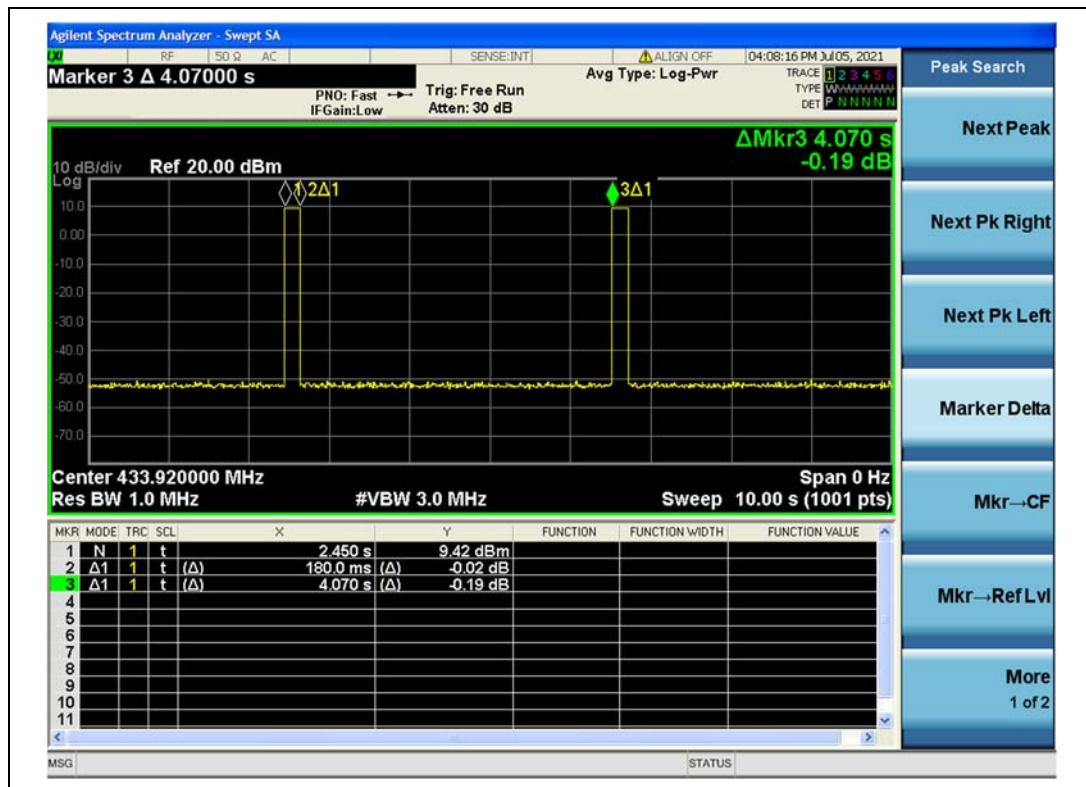 Agilent Spectrum Analyzer - Swept SA
LXI RF 50 Ω AC SENSE:INT ALIGN OFF 04:08:16 PM Jul 05, 2021
Marker 3 Δ 4.07000 s
PNO: Fast
IFGain:Low
Trig: Free Run
Atten: 30 dB
Avg Type: Log-Pwr
TRACE 1 2 3 4 5 6
TYPE W
DET P N N N N N
ΔMkr3 4.070 s
-0.19 dB
10 dB/div Ref 20.00 dBm
Log
1 2Δ1 3Δ1
10.0
0.00
-10.0
-20.0
-30.0
-40.0
-50.0
-60.0
-70.0
Center 433.920000 MHz Span 0 Hz
Res BW 1.0 MHz #VBW 3.0 MHz Sweep 10.00 s (1001 pts)
MKR MODE TRC SCL X Y FUNCTION FUNCTION WIDTH FUNCTION VALUE
1 N 1 t 2.450 s 9.42 dBm
2 Δ1 1 t (Δ) 180.0 ms (Δ) -0.02 dB
3 Δ1 1 t (Δ) 4.070 s (Δ) -0.19 dB
4
5
6
7
8
9
10
11
MSG STATUS
Peak Search
Next Peak
Next Pk Right
Next Pk Left
Marker Delta
Mkr→CF
Mkr→Ref Lvl
More
1 of 2